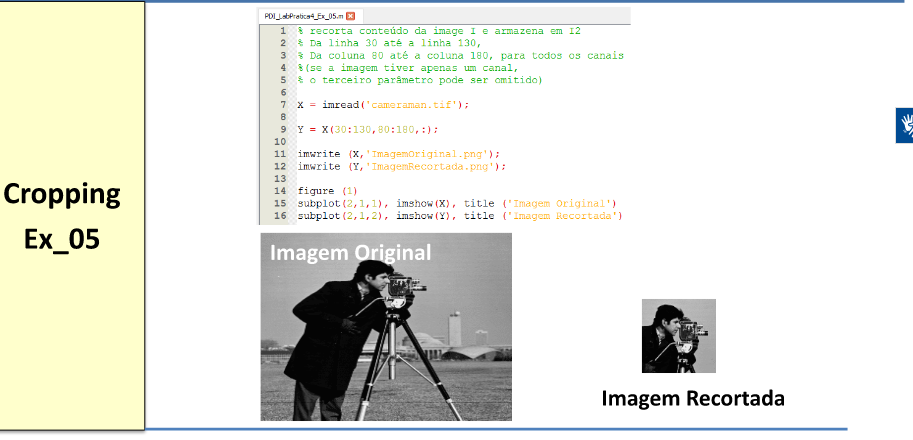 Cropping
Ex_05
PDI_LabPratica4_Ex_05.m
1 % recorta conteúdo da image I e armazena em I2
2 % Da linha 30 até a linha 130,
3 % Da coluna 80 até a coluna 180, para todos os canais
4 %(se a imagem tiver apenas um canal,
5 % o terceiro parâmetro pode ser omitido)
6
7 X = imread('cameraman.tif');
8
9 Y = X(30:130,80:180,:);
10
11 imwrite (X,'ImagemOriginal.png');
12 imwrite (Y,'ImagemRecortada.png');
13
14 figure (1)
15 subplot(2,1,1), imshow(X), title ('Imagem Original')
16 subplot(2,1,2), imshow(Y), title ('Imagem Recortada')
Imagem Original
Imagem Recortada